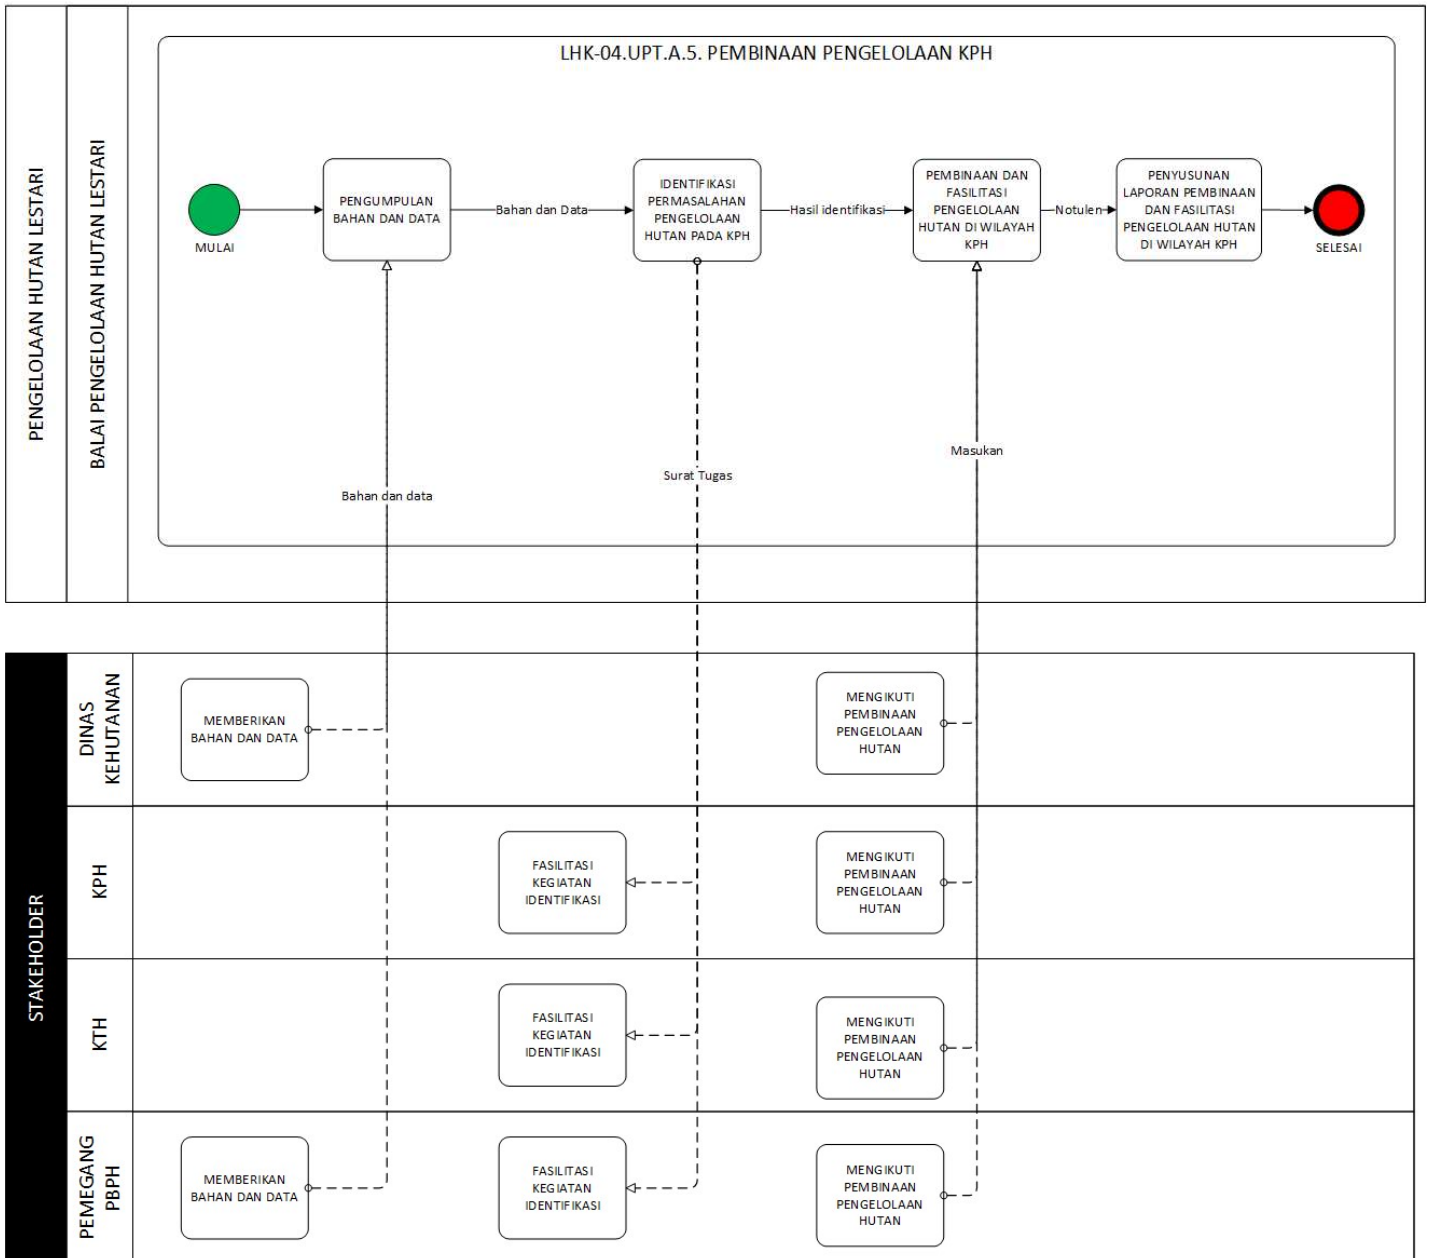 LHK-04.UPT.A.5. PEMBINAAN PENGELOLAAN KPH
PENGELOLAAN HUTAN LESTARI
BALAI PENGELOLAAN HUTAN LESTARI
MULAI
PENGUMPULAN
BAHAN DAN DATA
Bahan dan Data
IDENTIFIKASI
PERMASALAHAN
PENGELOLAAN
HUTAN PADA KPH
Hasil identifikasi
PEMBINAAN DAN
FASILITASI
PENGELOLAAN
HUTAN DI WILAYAH
KPH
Notulen
PENYUSUNAN
LAPORAN PEMBINAAN
DAN FASILITASI
PENGELOLAAN HUTAN
DI WILAYAH KPH
SELESAI
Bahan dan data
Surat Tugas
Masukan
STAKEHOLDER
DINAS
KEHUTANAN
MEMBERIKAN
BAHAN DAN DATA
MENGIKUTI
PEMBINAAN
PENGELOLAAN
HUTAN
KPH
FASILITASI
KEGIATAN
IDENTIFIKASI
MENGIKUTI
PEMBINAAN
PENGELOLAAN
HUTAN
KTH
FASILITASI
KEGIATAN
IDENTIFIKASI
MENGIKUTI
PEMBINAAN
PENGELOLAAN
HUTAN
PEMEGANG
PBPH
MEMBERIKAN
BAHAN DAN DATA
FASILITASI
KEGIATAN
IDENTIFIKASI
MENGIKUTI
PEMBINAAN
PENGELOLAAN
HUTAN